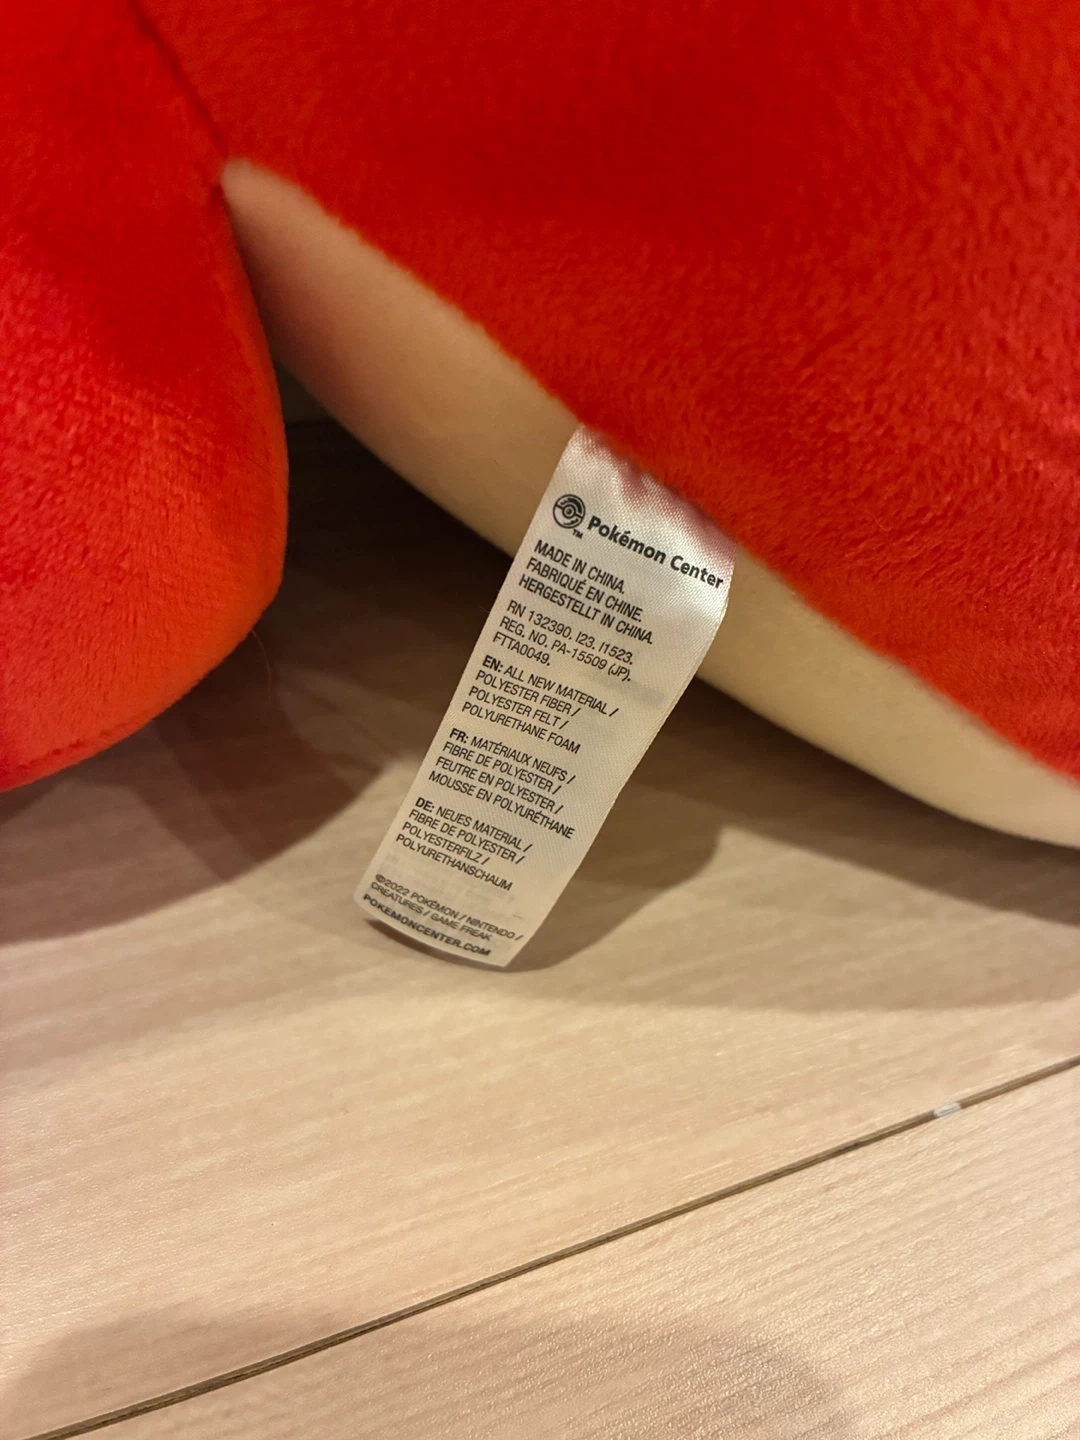 Pokémon Center
TM
MADE IN CHINA.
FABRIQUÉ EN CHINE.
HERGESTELLT IN CHINA.
RN 132390. I23. I1523.
REG. NO. PA-15509 (JP).
FTTA0049.
EN: ALL NEW MATERIAL /
POLYESTER FIBER /
POLYESTER FELT /
POLYURETHANE FOAM
FR: MATÉRIAUX NEUFS /
FIBRE DE POLYESTER /
FEUTRE EN POLYESTER /
MOUSSE EN POLYURÉTHANE
DE: NEUES MATERIAL /
FIBRE DE POLYESTER /
POLYESTERFILZ /
POLYURETHANSCHAUM
©2022 POKÉMON / NINTENDO /
CREATURES / GAME FREAK
POKEMONCENTER.COM